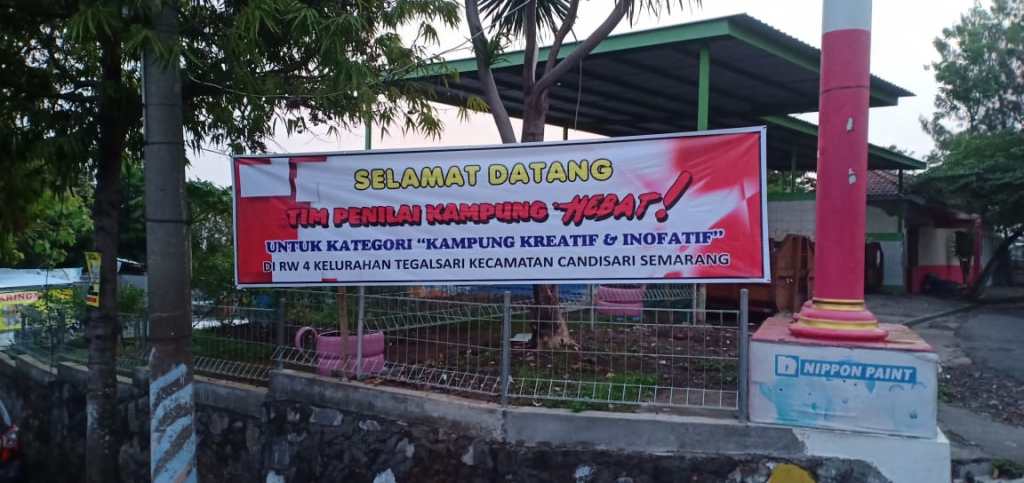 SELAMAT DATANG
TIM PENILAI KAMPUNG HEBAT!
UNTUK KATEGORI "KAMPUNG KREATIF & INOFATIF"
DI RW 4 KELURAHAN TEGALSARI KECAMATAN CANDISARI SEMARANG
NIPPON PAINT